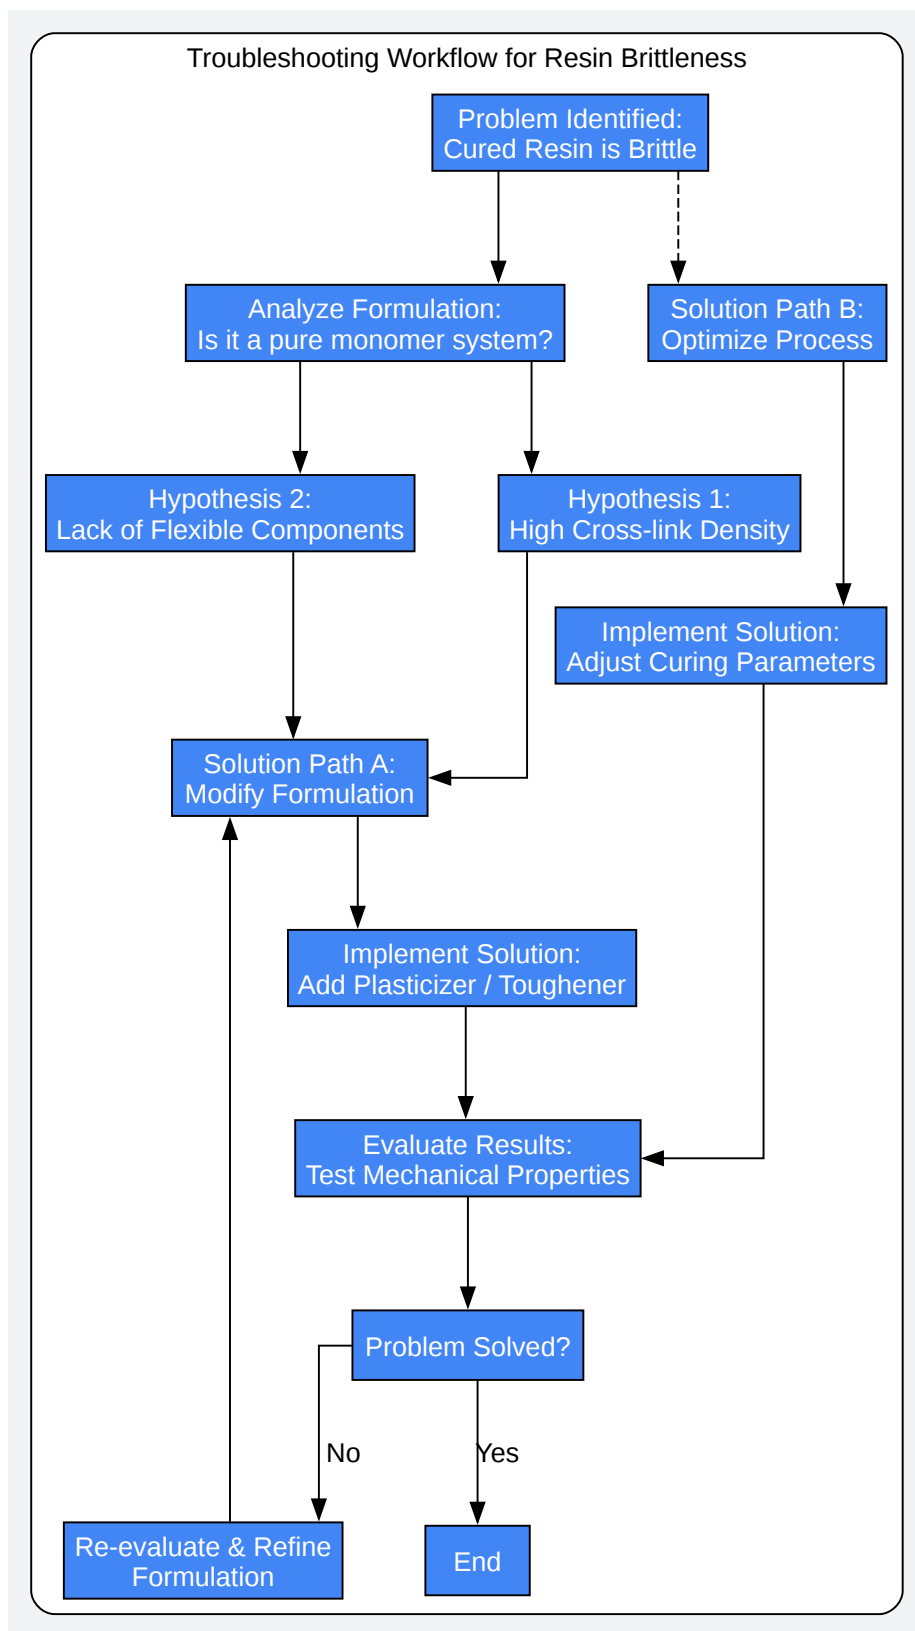 Troubleshooting Workflow for Resin Brittleness
Problem Identified:
Cured Resin is Brittle
Analyze Formulation:
Is it a pure monomer system?
Solution Path B:
Optimize Process
Hypothesis 2:
Lack of Flexible Components
Hypothesis 1:
High Cross-link Density
Implement Solution:
Adjust Curing Parameters
Solution Path A:
Modify Formulation
Implement Solution:
Add Plasticizer / Toughener
Evaluate Results:
Test Mechanical Properties
Problem Solved?
No
Yes
Re-evaluate & Refine
Formulation
End